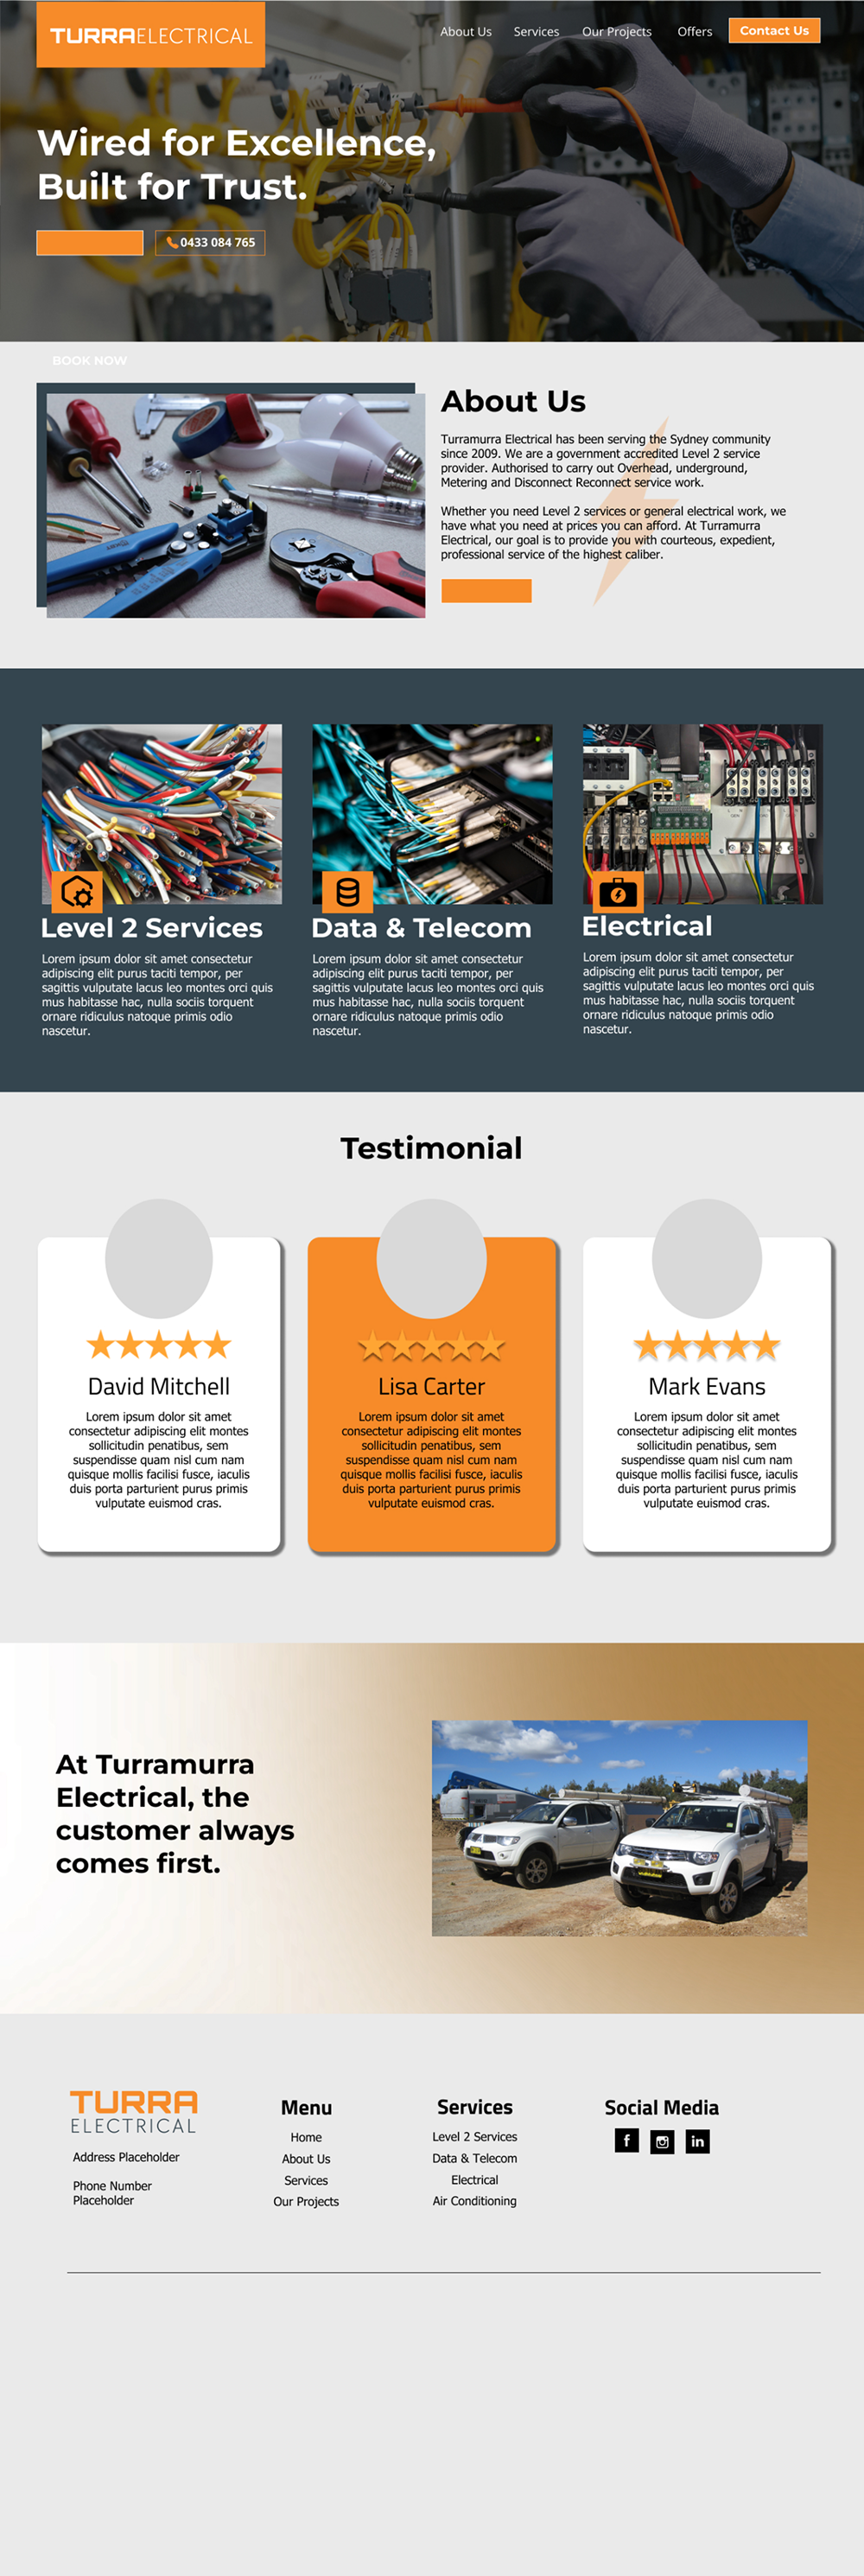 TURRAELECTRICAL
About Us
Services
Our Projects
Offers
Contact Us
Wired for Excellence,
Built for Trust.
0433 084 765
BOOK NOW
About Us
Turramurra Electrical has been serving the Sydney community
since 2009. We are a government accredited Level 2 service
provider. Authorised to carry out Overhead, underground,
Metering and Disconnect Reconnect service work.
Whether you need Level 2 services or general electrical work, we
have what you need at prices you can afford. At Turramurra
Electrical, our goal is to provide you with courteous, expedient,
professional service of the highest caliber.
Level 2 Services
Lorem ipsum dolor sit amet consectetur
adipiscing elit purus taciti tempor, per
sagittis vulputate lacus leo montes orci quis
mus habitasse hac, nulla sociis torquent
ornare ridiculus natoque primis odio
nascetur.
Data & Telecom
Lorem ipsum dolor sit amet consectetur
adipiscing elit purus taciti tempor, per
sagittis vulputate lacus leo montes orci quis
mus habitasse hac, nulla sociis torquent
ornare ridiculus natoque primis odio
nascetur.
Electrical
Lorem ipsum dolor sit amet consectetur
adipiscing elit purus taciti tempor, per
sagittis vulputate lacus leo montes orci quis
mus habitasse hac, nulla sociis torquent
ornare ridiculus natoque primis odio
nascetur.
Testimonial
David Mitchell
Lorem ipsum dolor sit amet
consectetur adipiscing elit montes
sollicitudin penatibus, sem
suspendisse quam nisl cum nam
quisque mollis facilisi fusce, iaculis
duis porta parturient purus primis
vulputate euismod cras.
Lisa Carter
Lorem ipsum dolor sit amet
consectetur adipiscing elit montes
sollicitudin penatibus, sem
suspendisse quam nisl cum nam
quisque mollis facilisi fusce, iaculis
duis porta parturient purus primis
vulputate euismod cras.
Mark Evans
Lorem ipsum dolor sit amet
consectetur adipiscing elit montes
sollicitudin penatibus, sem
suspendisse quam nisl cum nam
quisque mollis facilisi fusce, iaculis
duis porta parturient purus primis
vulputate euismod cras.
At Turramurra
Electrical, the
customer always
comes first.
TURRA
ELECTRICAL
Address Placeholder
Phone Number
Placeholder
Menu
Home
About Us
Services
Our Projects
Services
Level 2 Services
Data & Telecom
Electrical
Air Conditioning
Social Media